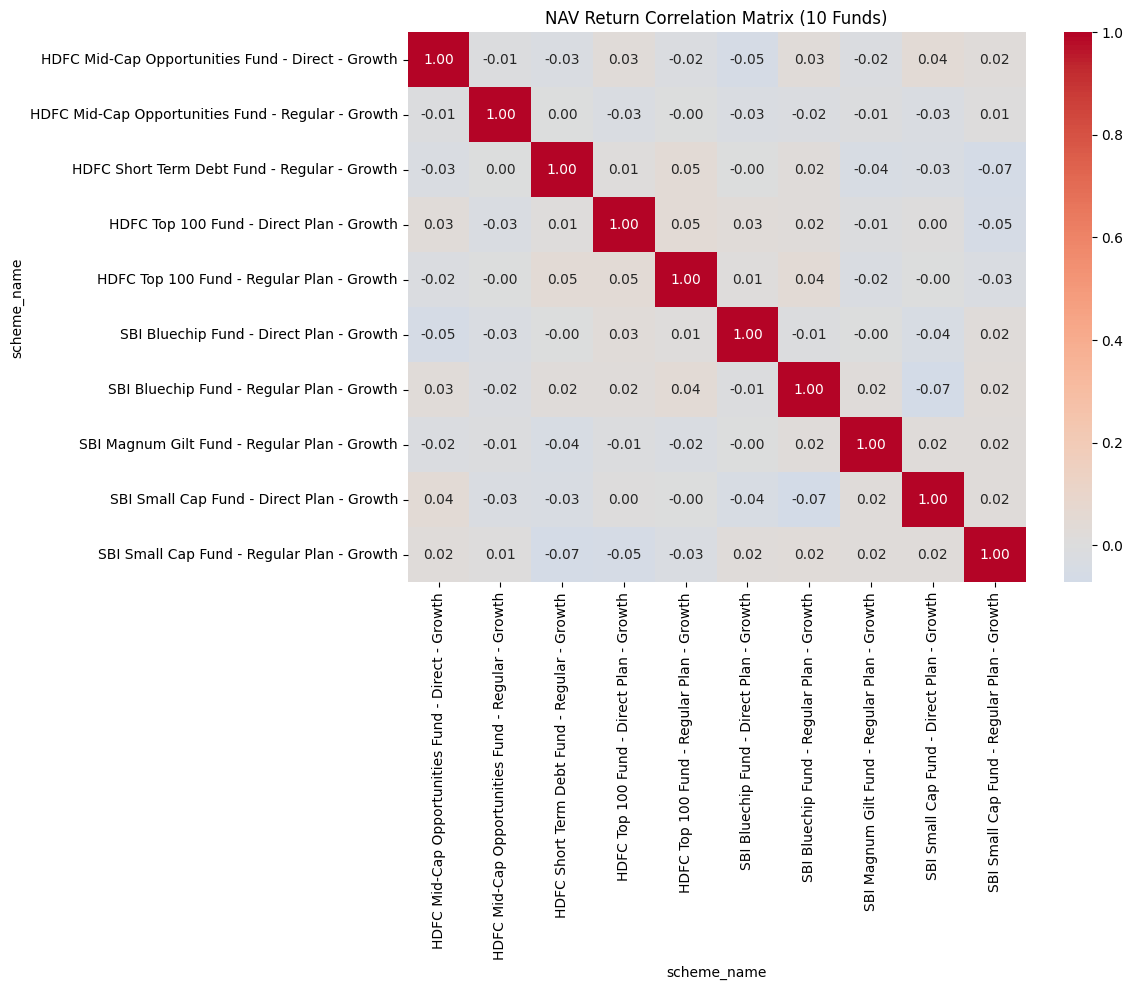 NAV Return Correlation Matrix (10 Funds)
HDFC Mid-Cap Opportunities Fund - Direct - Growth 1.00 -0.01 -0.03 0.03 -0.02 -0.05 0.03 -0.02 0.04 0.02
HDFC Mid-Cap Opportunities Fund - Regular - Growth -0.01 1.00 0.00 -0.03 -0.00 -0.03 -0.02 -0.01 -0.03 0.01
HDFC Short Term Debt Fund - Regular - Growth -0.03 0.00 1.00 0.01 0.05 -0.00 0.02 -0.04 -0.03 -0.07
HDFC Top 100 Fund - Direct Plan - Growth 0.03 -0.03 0.01 1.00 0.05 0.03 0.02 -0.01 0.00 -0.05
HDFC Top 100 Fund - Regular Plan - Growth -0.02 -0.00 0.05 0.05 1.00 0.01 0.04 -0.02 -0.00 -0.03
SBI Bluechip Fund - Direct Plan - Growth -0.05 -0.03 -0.00 0.03 0.01 1.00 -0.01 -0.00 -0.04 0.02
SBI Bluechip Fund - Regular Plan - Growth 0.03 -0.02 0.02 0.02 0.04 -0.01 1.00 0.02 -0.07 0.02
SBI Magnum Gilt Fund - Regular Plan - Growth -0.02 -0.01 -0.04 -0.01 -0.02 -0.00 0.02 1.00 0.02 0.02
SBI Small Cap Fund - Direct Plan - Growth 0.04 -0.03 -0.03 0.00 -0.00 -0.04 -0.07 0.02 1.00 0.02
SBI Small Cap Fund - Regular Plan - Growth 0.02 0.01 -0.07 -0.05 -0.03 0.02 0.02 0.02 0.02 1.00
scheme_name
HDFC Mid-Cap Opportunities Fund - Direct - Growth
HDFC Mid-Cap Opportunities Fund - Regular - Growth
HDFC Short Term Debt Fund - Regular - Growth
HDFC Top 100 Fund - Direct Plan - Growth
HDFC Top 100 Fund - Regular Plan - Growth
SBI Bluechip Fund - Direct Plan - Growth
SBI Bluechip Fund - Regular Plan - Growth
SBI Magnum Gilt Fund - Regular Plan - Growth
SBI Small Cap Fund - Direct Plan - Growth
SBI Small Cap Fund - Regular Plan - Growth
scheme_name
1.0
0.8
0.6
0.4
0.2
0.0